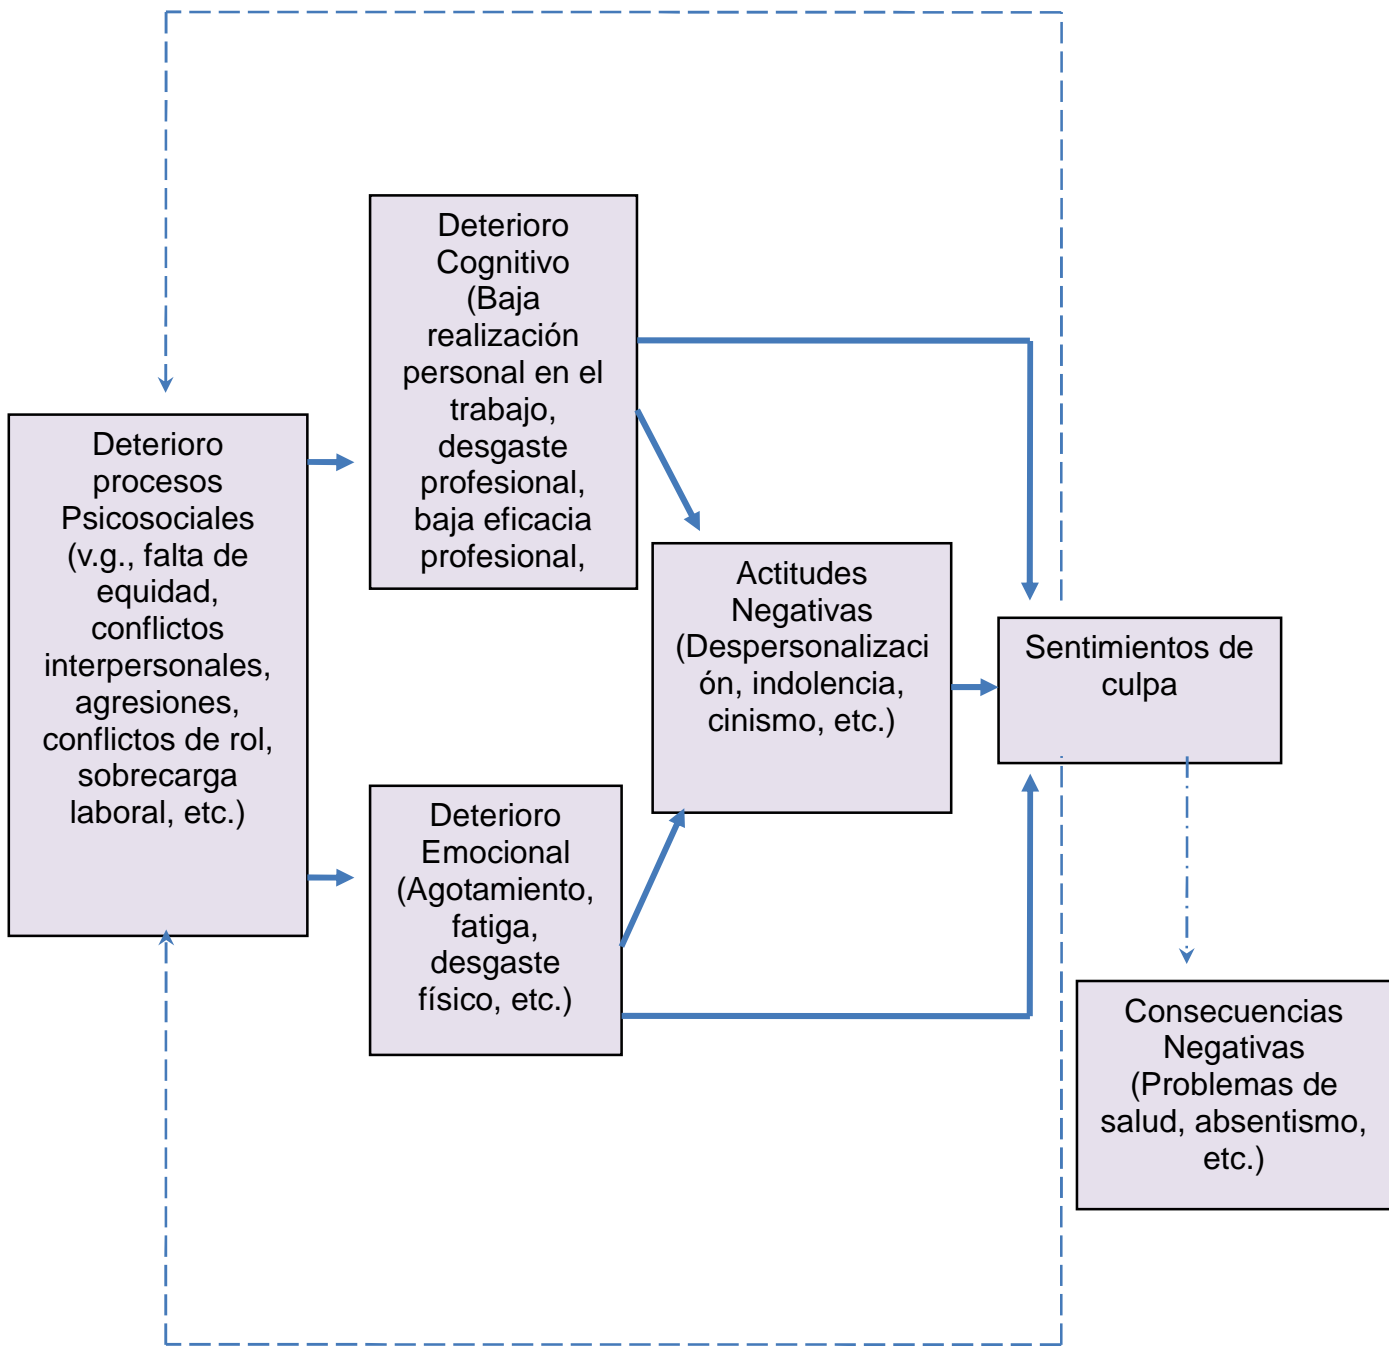 Deterioro
Cognitivo
(Baja
realización
personal en el
trabajo,
desgaste
profesional,
baja eficacia
profesional,
Deterioro
procesos
Psicosociales
(v.g., falta de
equidad,
conflictos
interpersonales,
agresiones,
conflictos de rol,
sobrecarga
laboral, etc.)
Actitudes
Negativas
(Despersonalizaci
ón, indolencia,
cinismo, etc.)
Sentimientos de
culpa
Deterioro
Emocional
(Agotamiento,
fatiga,
desgaste
físico, etc.)
Consecuencias
Negativas
(Problemas de
salud, absentismo,
etc.)